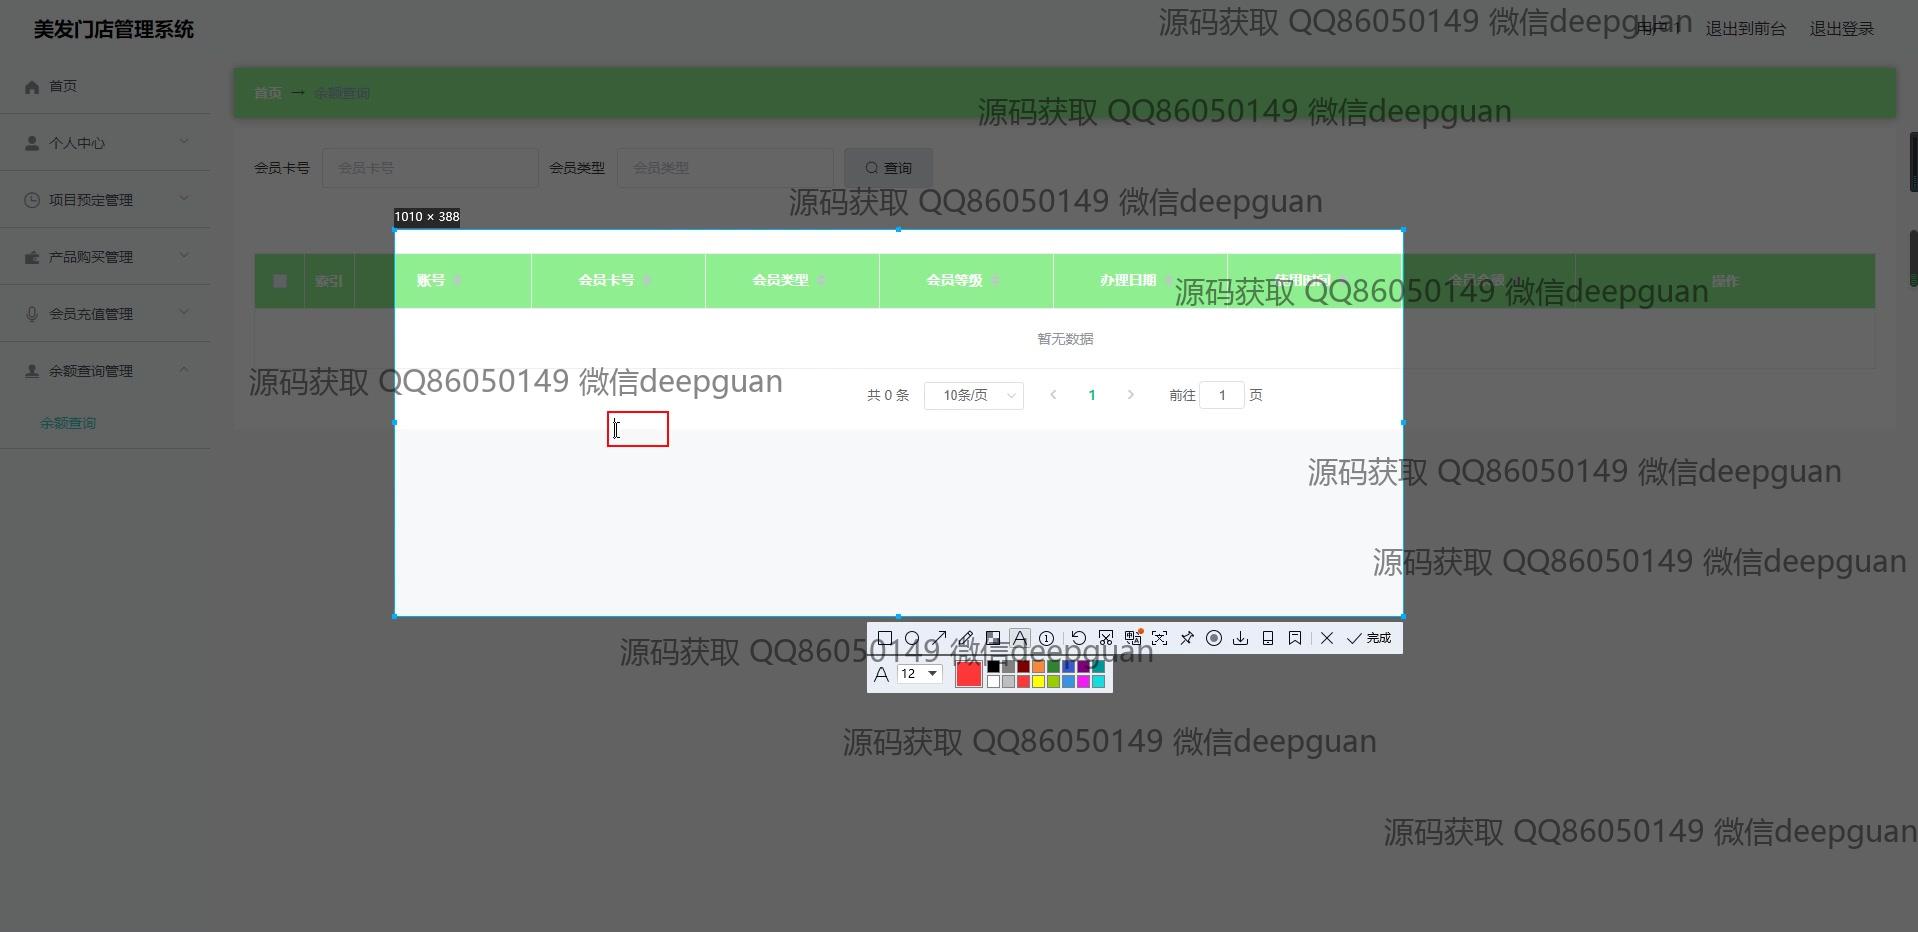 美发门店管理系统
源码获取 QQ86050149 微信deepguan
用户 1 退出到前台 退出登录
首页
首页 → 余额查询
源码获取 QQ86050149 微信deepguan
个人中心
会员卡号 会员卡号 会员类型 会员类型 查询
项目预定管理
源码获取 QQ86050149 微信deepguan
1010 × 388
产品购买管理
索引 账号 会员卡号 会员类型 会员等级 办理日期 使用时间 会员金额 操作
源码获取 QQ86050149 微信deepguan
会员充值管理
暂无数据
余额查询管理
源码获取 QQ86050149 微信deepguan
共 0 条 10条/页 1 前往 1 页
余额查询
源码获取 QQ86050149 微信deepguan
源码获取 QQ86050149 微信deepguan
完成
源码获取 QQ86050149 微信deepguan
A 12
源码获取 QQ86050149 微信deepguan
源码获取 QQ86050149 微信deepguan